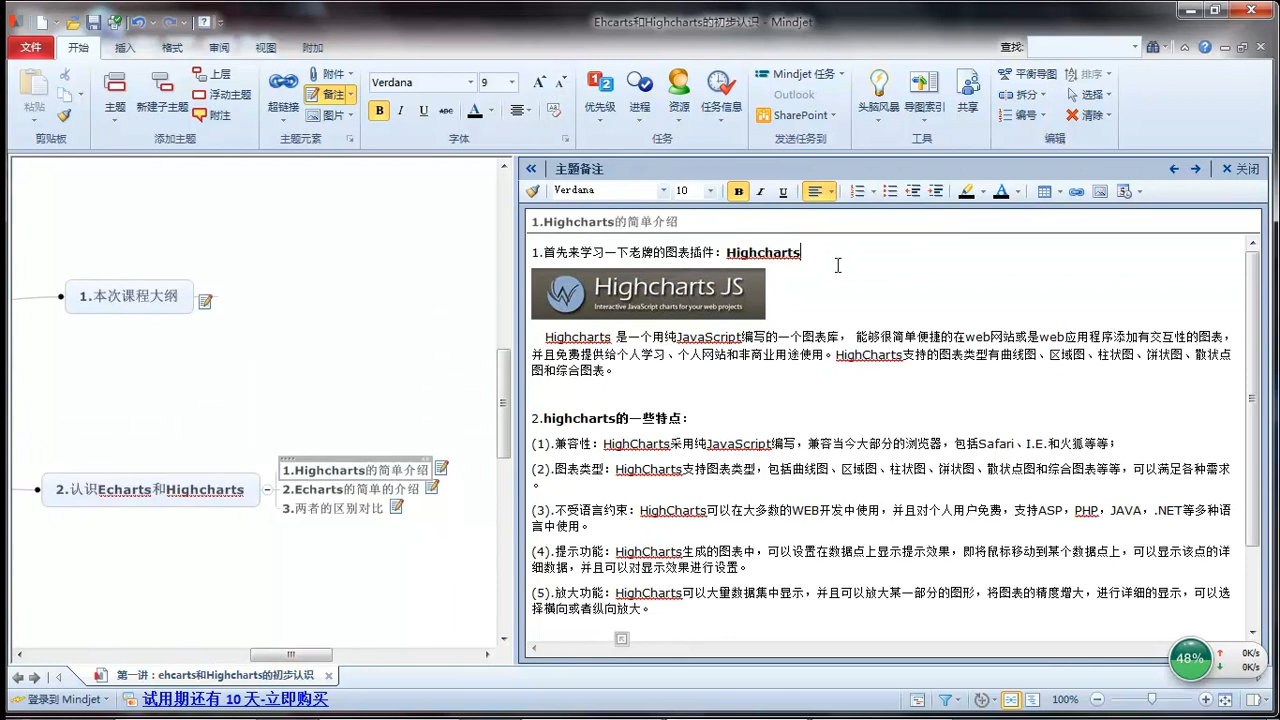 Ehcarts和Highcharts的初步认识 - Mindjet
文件 开始 插入 格式 审阅 视图 附加 查找:
粘贴 主题 新建子主题 上层 浮动主题 附注 超链接 附件 备注 图片 Verdana 9 优先级 进程 资源 任务信息 Mindjet 任务 Outlook SharePoint 头脑风暴 导图索引 共享 平衡导图 拆分 编号 排序 选择 清除
B I U abc A
剪贴板 添加主题 主题元素 字体 任务 发送任务到 工具 编辑
主题备注 关闭
Verdana 10 B I U A
1.Highcharts的简单介绍
1.首先来学习一下老牌的图表插件：Highcharts
Highcharts JS
Interactive JavaScript charts for your web projects
Highcharts 是一个用纯JavaScript编写的一个图表库， 能够很简单便捷的在web网站或是web应用程序添加有交互性的图表，
并且免费提供给个人学习、个人网站和非商业用途使用。HighCharts支持的图表类型有曲线图、区域图、柱状图、饼状图、散状点
图和综合图表。
2.highcharts的一些特点：
(1).兼容性：HighCharts采用纯JavaScript编写，兼容当今大部分的浏览器，包括Safari、I.E.和火狐等等；
(2).图表类型：HighCharts支持图表类型，包括曲线图、区域图、柱状图、饼状图、散状点图和综合图表等等，可以满足各种需求
。
(3).不受语言约束：HighCharts可以在大多数的WEB开发中使用，并且对个人用户免费，支持ASP，PHP，JAVA，.NET等多种语
言中使用。
(4).提示功能：HighCharts生成的图表中，可以设置在数据点上显示提示效果，即将鼠标移动到某个数据点上，可以显示该点的详
细数据，并且可以对显示效果进行设置。
(5).放大功能：HighCharts可以大量数据集中显示，并且可以放大某一部分的图形，将图表的精度增大，进行详细的显示，可以选
择横向或者纵向放大。
1.本次课程大纲
2.认识Echarts和Highcharts
1.Highcharts的简单介绍
2.Echarts的简单的介绍
3.两者的区别对比
48% 0K/s
0K/s
第一讲：ehcarts和Highcharts的初步认识
登录到 Mindjet 试用期还有 10 天-立即购买 100%